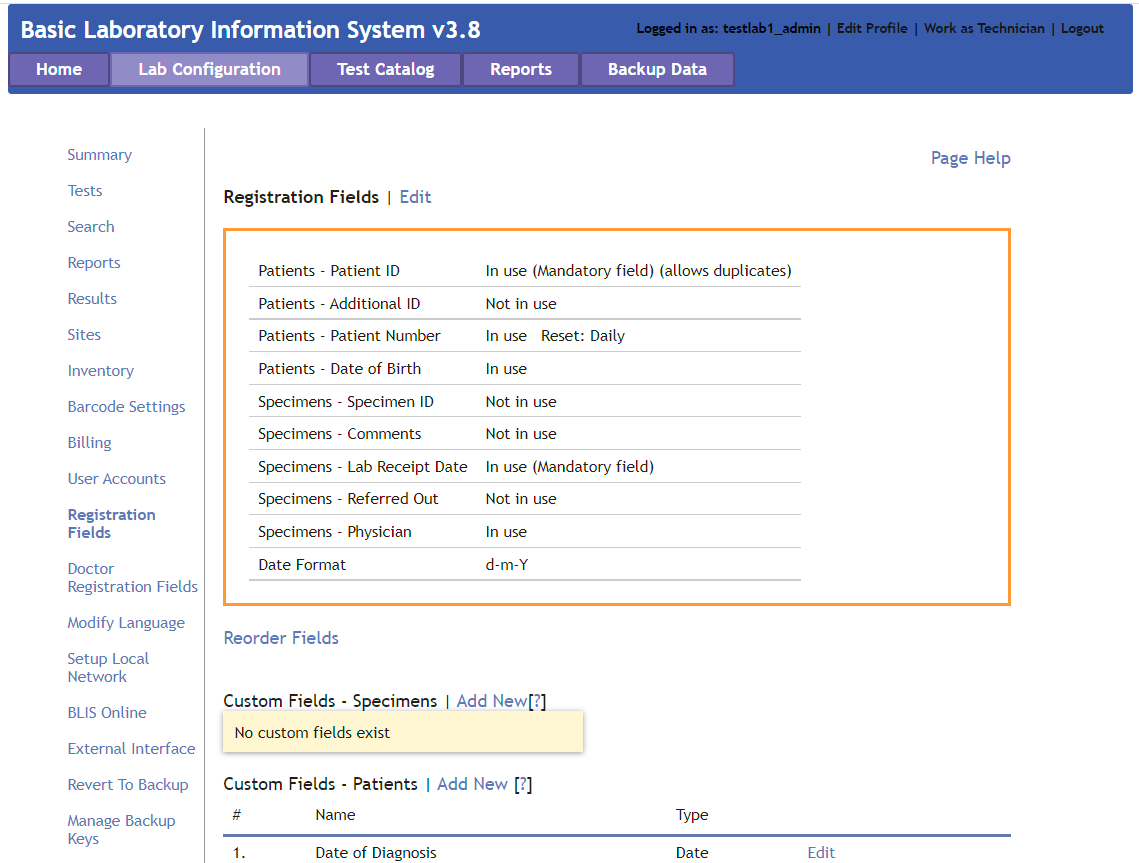 Basic Laboratory Information System v3.8
Logged in as: testlab1_admin | Edit Profile | Work as Technician | Logout
Home Lab Configuration Test Catalog Reports Backup Data
Summary
Tests
Search
Reports
Results
Sites
Inventory
Barcode Settings
Billing
User Accounts
Registration
Fields
Doctor
Registration Fields
Modify Language
Setup Local
Network
BLIS Online
External Interface
Revert To Backup
Manage Backup
Keys
Page Help
Registration Fields | Edit
Patients - Patient ID In use (Mandatory field) (allows duplicates)
Patients - Additional ID Not in use
Patients - Patient Number In use Reset: Daily
Patients - Date of Birth In use
Specimens - Specimen ID Not in use
Specimens - Comments Not in use
Specimens - Lab Receipt Date In use (Mandatory field)
Specimens - Referred Out Not in use
Specimens - Physician In use
Date Format d-m-Y
Reorder Fields
Custom Fields - Specimens | Add New[?]
No custom fields exist
Custom Fields - Patients | Add New [?]
# Name Type
1. Date of Diagnosis Date Edit